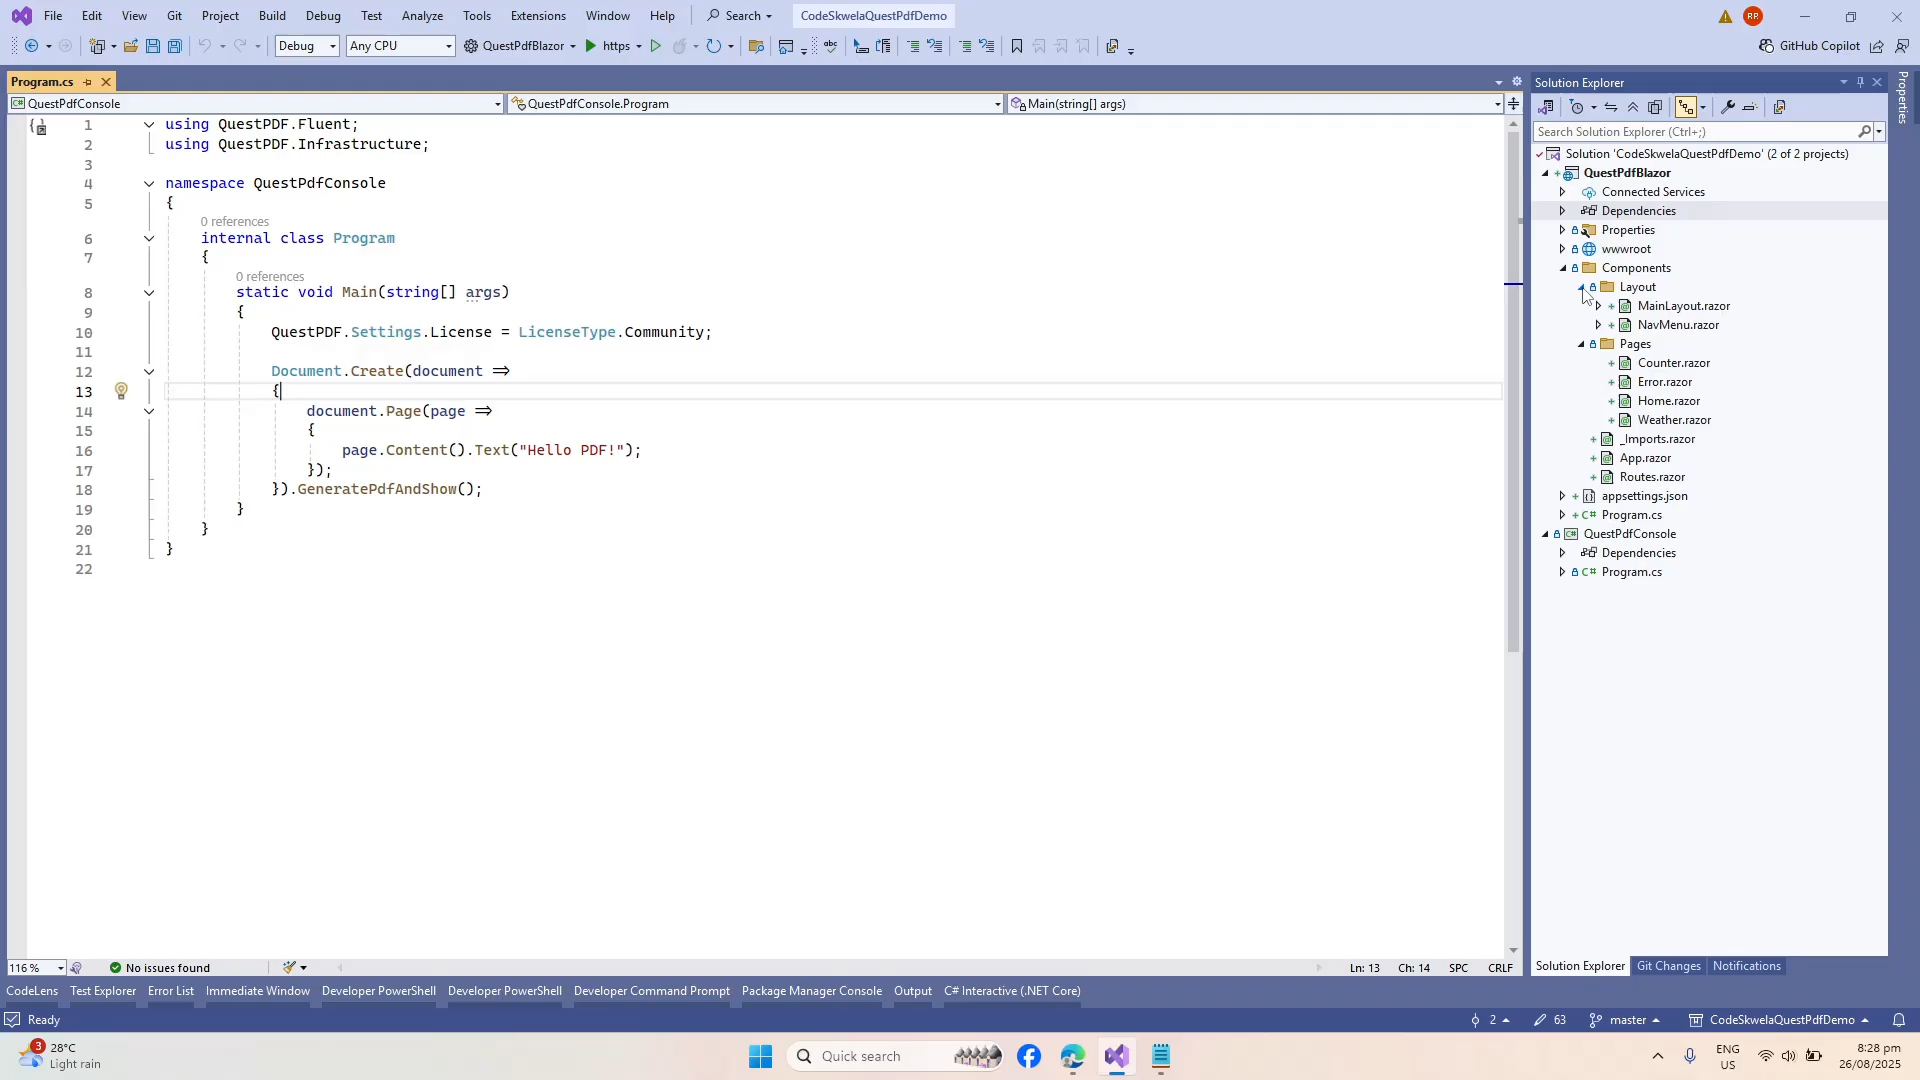 File Edit View Git Project Build Debug Test Analyze Tools Extensions Window Help Search CodeSkwelaQuestPdfDemo RR
Debug Any CPU QuestPdfBlazor https GitHub Copilot
Program.cs
QuestPdfConsole QuestPdfConsole.Program Main(string[] args)
1 using QuestPDF.Fluent;
2 using QuestPDF.Infrastructure;
3
4 namespace QuestPdfConsole
5 {
0 references
6 internal class Program
7 {
0 references
8 static void Main(string[] args)
9 {
10 QuestPDF.Settings.License = LicenseType.Community;
11
12 Document.Create(document =>
13 {
14 document.Page(page =>
15 {
16 page.Content().Text("Hello PDF!");
17 });
18 }).GeneratePdfAndShow();
19 }
20 }
21 }
22
116 % No issues found Ln: 13 Ch: 14 SPC CRLF
Solution Explorer
Properties
Search Solution Explorer (Ctrl+;)
Solution 'CodeSkwelaQuestPdfDemo' (2 of 2 projects)
QuestPdfBlazor
Connected Services
Dependencies
Properties
wwwroot
Components
Layout
MainLayout.razor
NavMenu.razor
Pages
Counter.razor
Error.razor
Home.razor
Weather.razor
_Imports.razor
App.razor
Routes.razor
appsettings.json
C# Program.cs
QuestPdfConsole
Dependencies
C# Program.cs
Solution Explorer Git Changes Notifications
CodeLens Test Explorer Error List Immediate Window Developer PowerShell Developer PowerShell Developer Command Prompt Package Manager Console Output C# Interactive (.NET Core)
Ready 2 63 master CodeSkwelaQuestPdfDemo
3 28°C
Light rain
Quick search
ENG
US
8:28 pm
26/08/2025